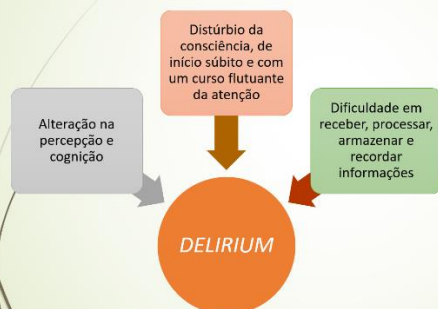 Distúrbio da
consciência, de
início súbito e com
um curso flutuante
da atenção
Alteração na
percepção e
cognição
Dificuldade em
receber, processar,
armazenar e
recordar
informações
DELIRIUM